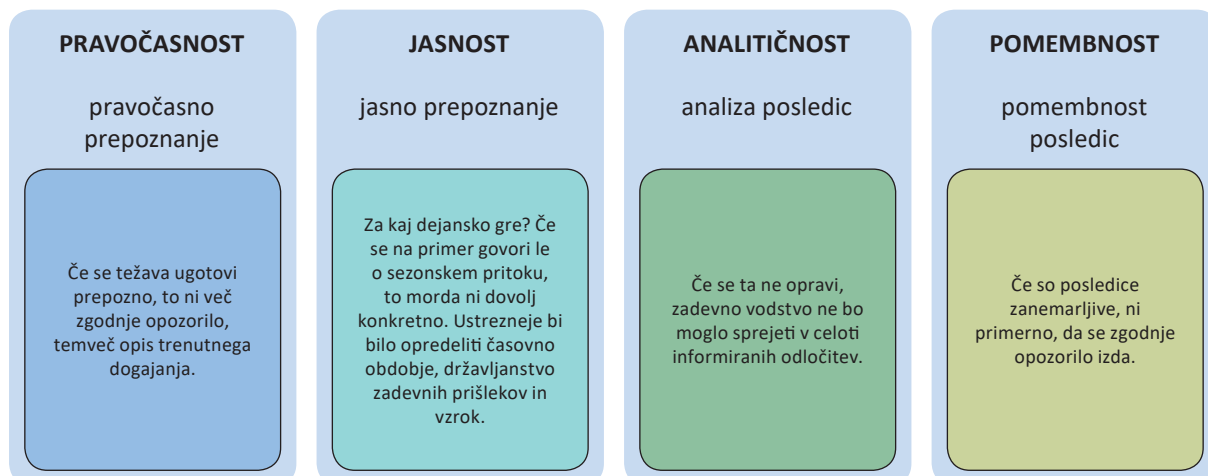 PRAVOČASNOST
pravočasno
prepoznanje
Če se težava ugotovi
prepozno, to ni več
zgodnje opozorilo,
temveč opis trenutnega
dogajanja.
JASNOST
jasno prepoznanje
Za kaj dejansko gre? Če
se na primer govori le
o sezonskem pritoku,
to morda ni dovolj
konkretno. Ustrezneje bi
bilo opredeliti časovno
obdobje, državljanstvo
zadevnih prišlekov in
vzrok.
ANALITIČNOST
analiza posledic
Če se ta ne opravi,
zadevno vodstvo ne bo
moglo sprejeti v celoti
informiranih odločitev.
POMEMBNOST
pomembnost
posledic
Če so posledice
zanemarljive, ni
primerno, da se zgodnje
opozorilo izda.